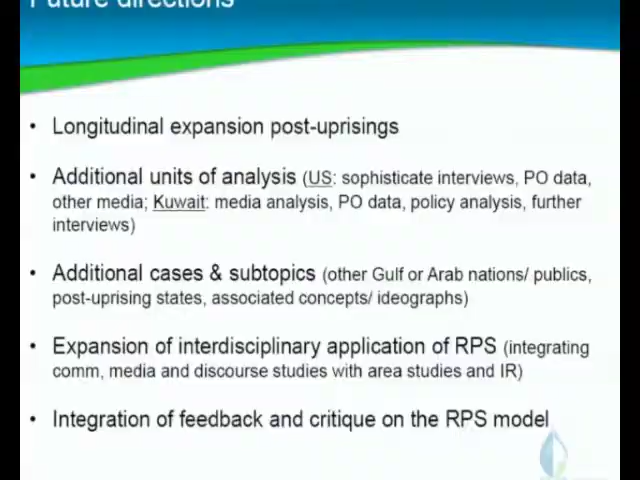 Future directions
• Longitudinal expansion post-uprisings
• Additional units of analysis (US: sophisticate interviews, PO data,
other media; Kuwait: media analysis, PO data, policy analysis, further
interviews)
• Additional cases & subtopics (other Gulf or Arab nations/ publics,
post-uprising states, associated concepts/ ideographs)
• Expansion of interdisciplinary application of RPS (integrating
comm, media and discourse studies with area studies and IR)
• Integration of feedback and critique on the RPS model